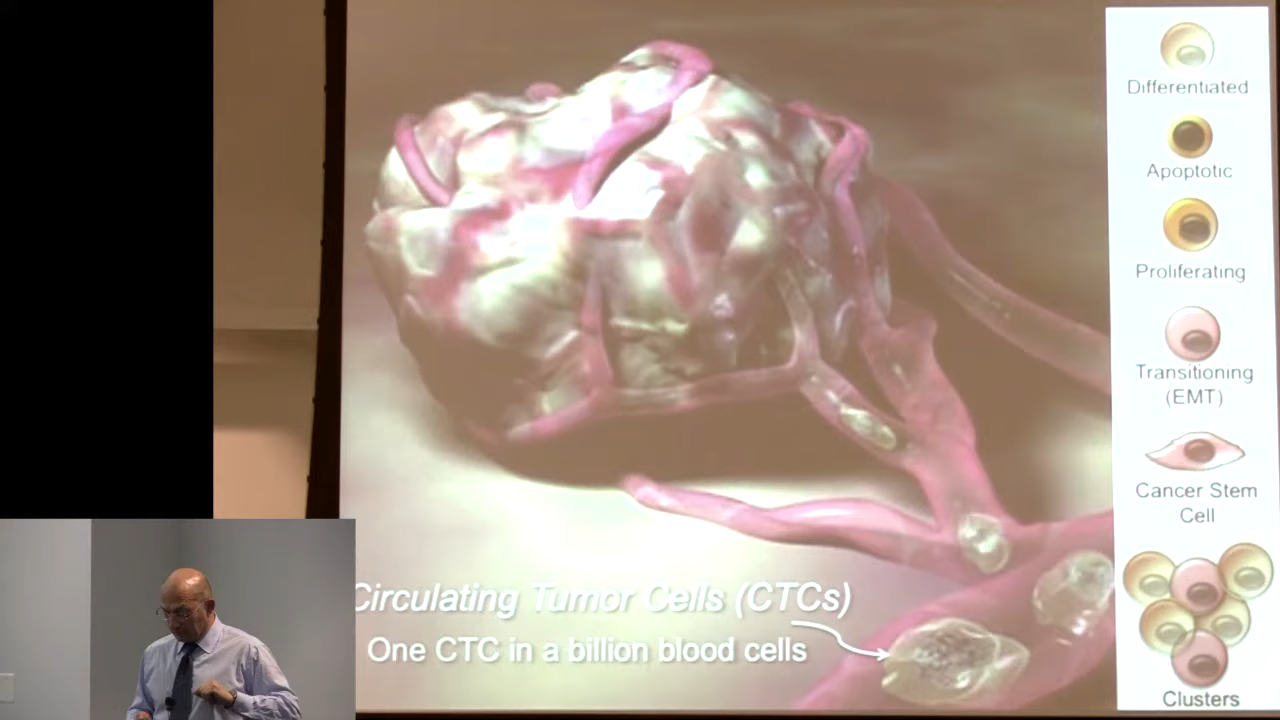 Differentiated
Apoptotic
Proliferating
Transitioning
(EMT)
Cancer Stem
Cell
Clusters
Circulating Tumor Cells (CTCs)
One CTC in a billion blood cells